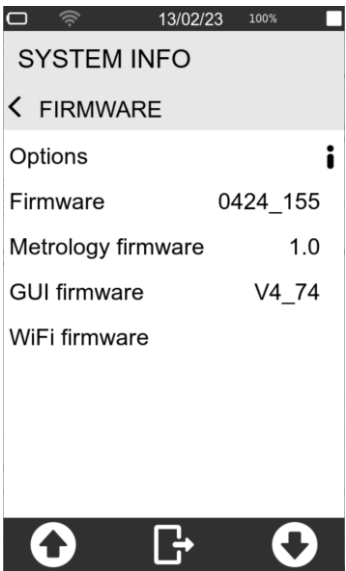 13/02/23 100%
SYSTEM INFO
FIRMWARE
Options
Firmware 0424_155
Metrology firmware 1.0
GUI firmware V4_74
WiFi firmware